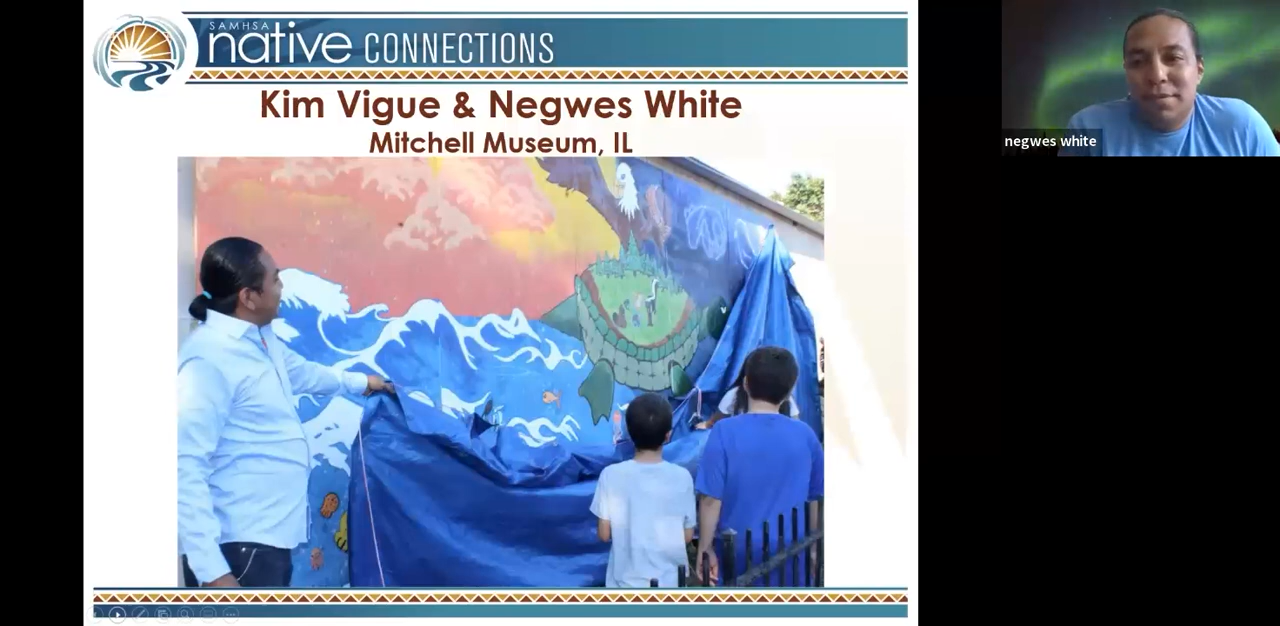 SAMHSA
native CONNECTIONS
Kim Vigue & Negwes White
Mitchell Museum, IL
negwes white